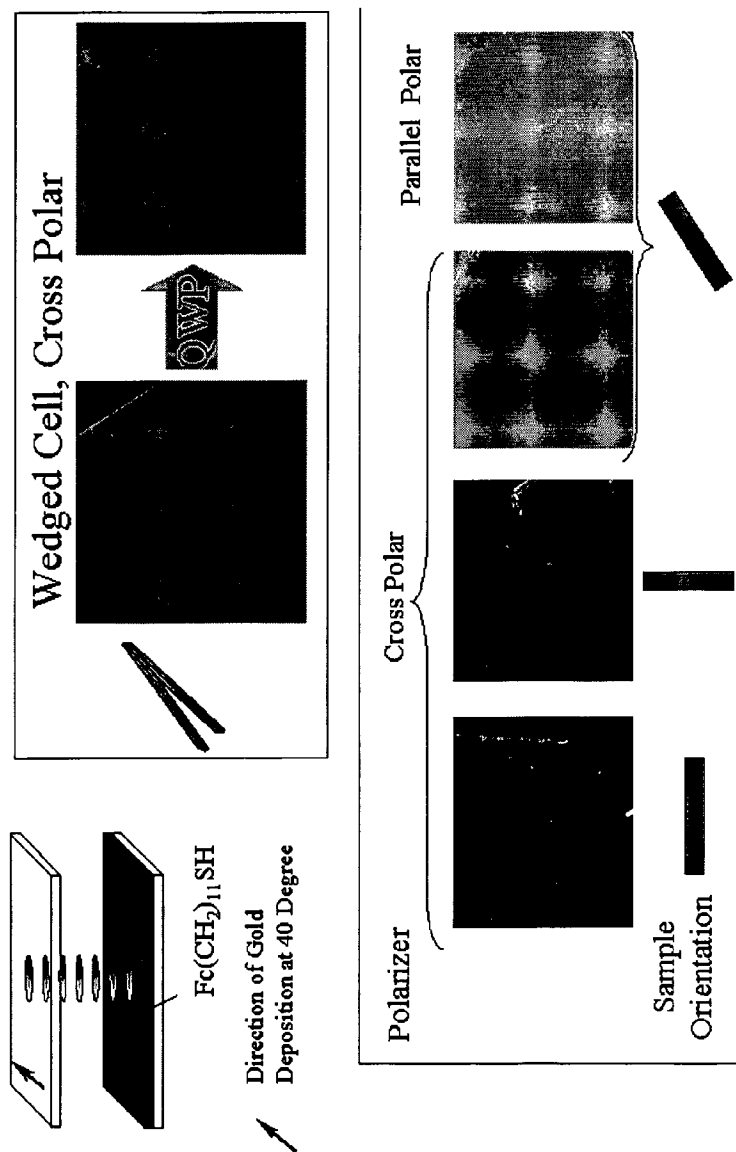 Fc(CH₂)₁₁SH
Direction of Gold
Deposition at 40 Degree
Wedged Cell, Cross Polar
QWP
Polarizer
Cross Polar
Parallel Polar
Sample
Orientation